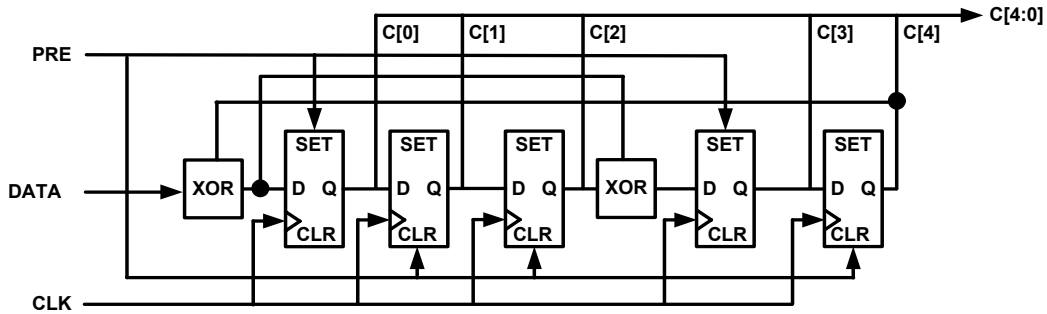 C[4:0]
C[0] C[1] C[2] C[3] C[4]
PRE
SET SET SET SET SET
DATA XOR D Q D Q D Q XOR D Q D Q
CLR CLR CLR CLR CLR
CLK